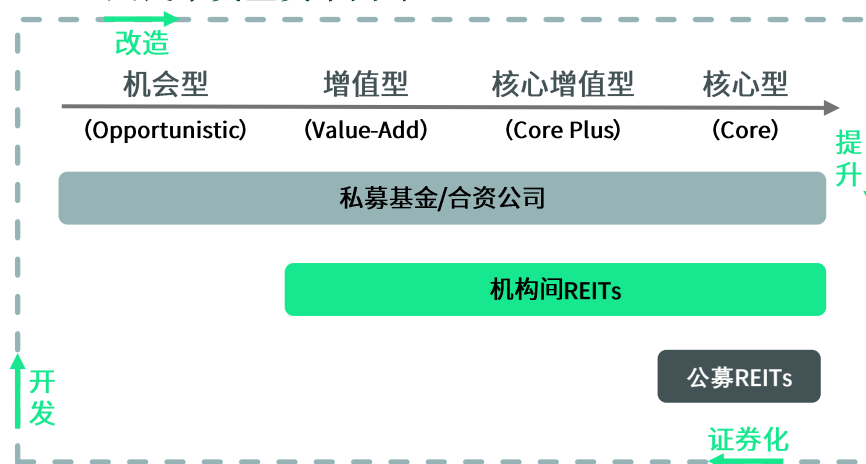 改造
机会型 增值型 核心增值型 核心型
(Opportunistic) (Value-Add) (Core Plus) (Core)
提升
私募基金/合资公司
机构间REITs
公募REITs
开发
证券化